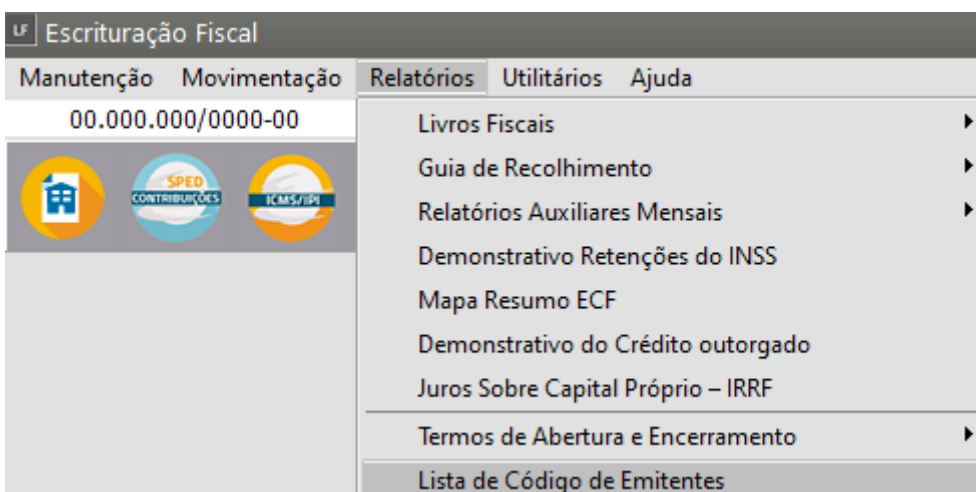 LF Escrituração Fiscal
Manutenção Movimentação Relatórios Utilitários Ajuda
00.000.000/0000-00
SPED
CONTRIBUIÇÕES
ICMS/IPI
Livros Fiscais
Guia de Recolhimento
Relatórios Auxiliares Mensais
Demonstrativo Retenções do INSS
Mapa Resumo ECF
Demonstrativo do Crédito outorgado
Juros Sobre Capital Próprio – IRRF
Termos de Abertura e Encerramento
Lista de Código de Emitentes